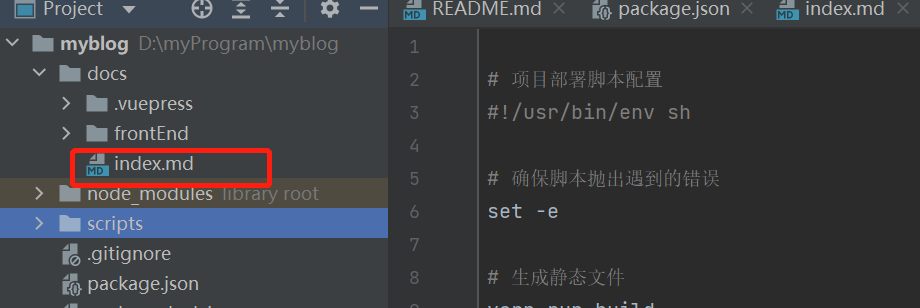 Project
myblog D:\myProgram\myblog
docs
.vuepress
frontEnd
index.md
node_modules library root
scripts
.gitignore
package.json
README.md package.json index.md
1
2 # 项目部署脚本配置
3 #!/usr/bin/env sh
4
5 # 确保脚本抛出遇到的错误
6 set -e
7
8 # 生成静态文件
yarn run build